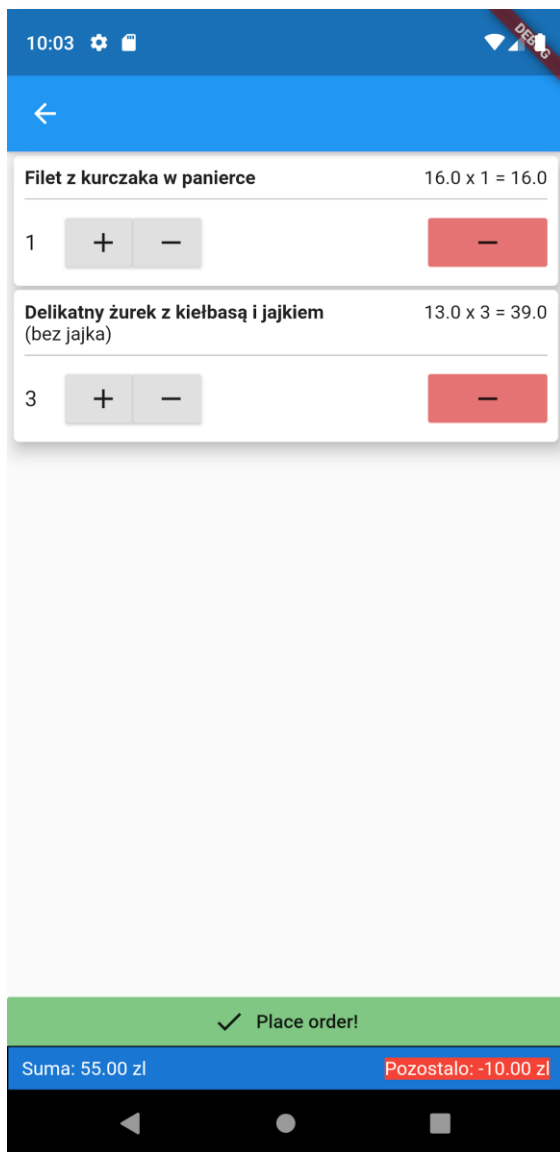 10:03
DEBUG
Filet z kurczaka w panierce 16.0 x 1 = 16.0
1 + −
−
Delikatny żurek z kiełbasą i jajkiem 13.0 x 3 = 39.0
(bez jajka)
3 + −
−
Place order!
Suma: 55.00 zl Pozostalo: -10.00 zl